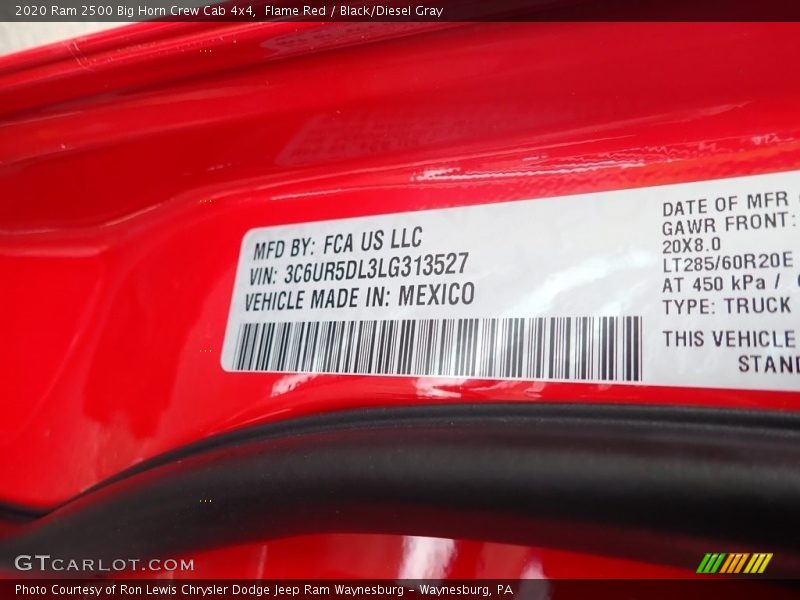 2020 Ram 2500 Big Horn Crew Cab 4x4, Flame Red / Black/Diesel Gray
MFD BY: FCA US LLC
VIN: 3C6UR5DL3LG313527
VEHICLE MADE IN: MEXICO
DATE OF MFR
GAWR FRONT:
20X8.0
LT285/60R20E
AT 450 kPa /
TYPE: TRUCK
THIS VEHICLE
STAND
GTCARLOT.COM
Photo Courtesy of Ron Lewis Chrysler Dodge Jeep Ram Waynesburg - Waynesburg, PA